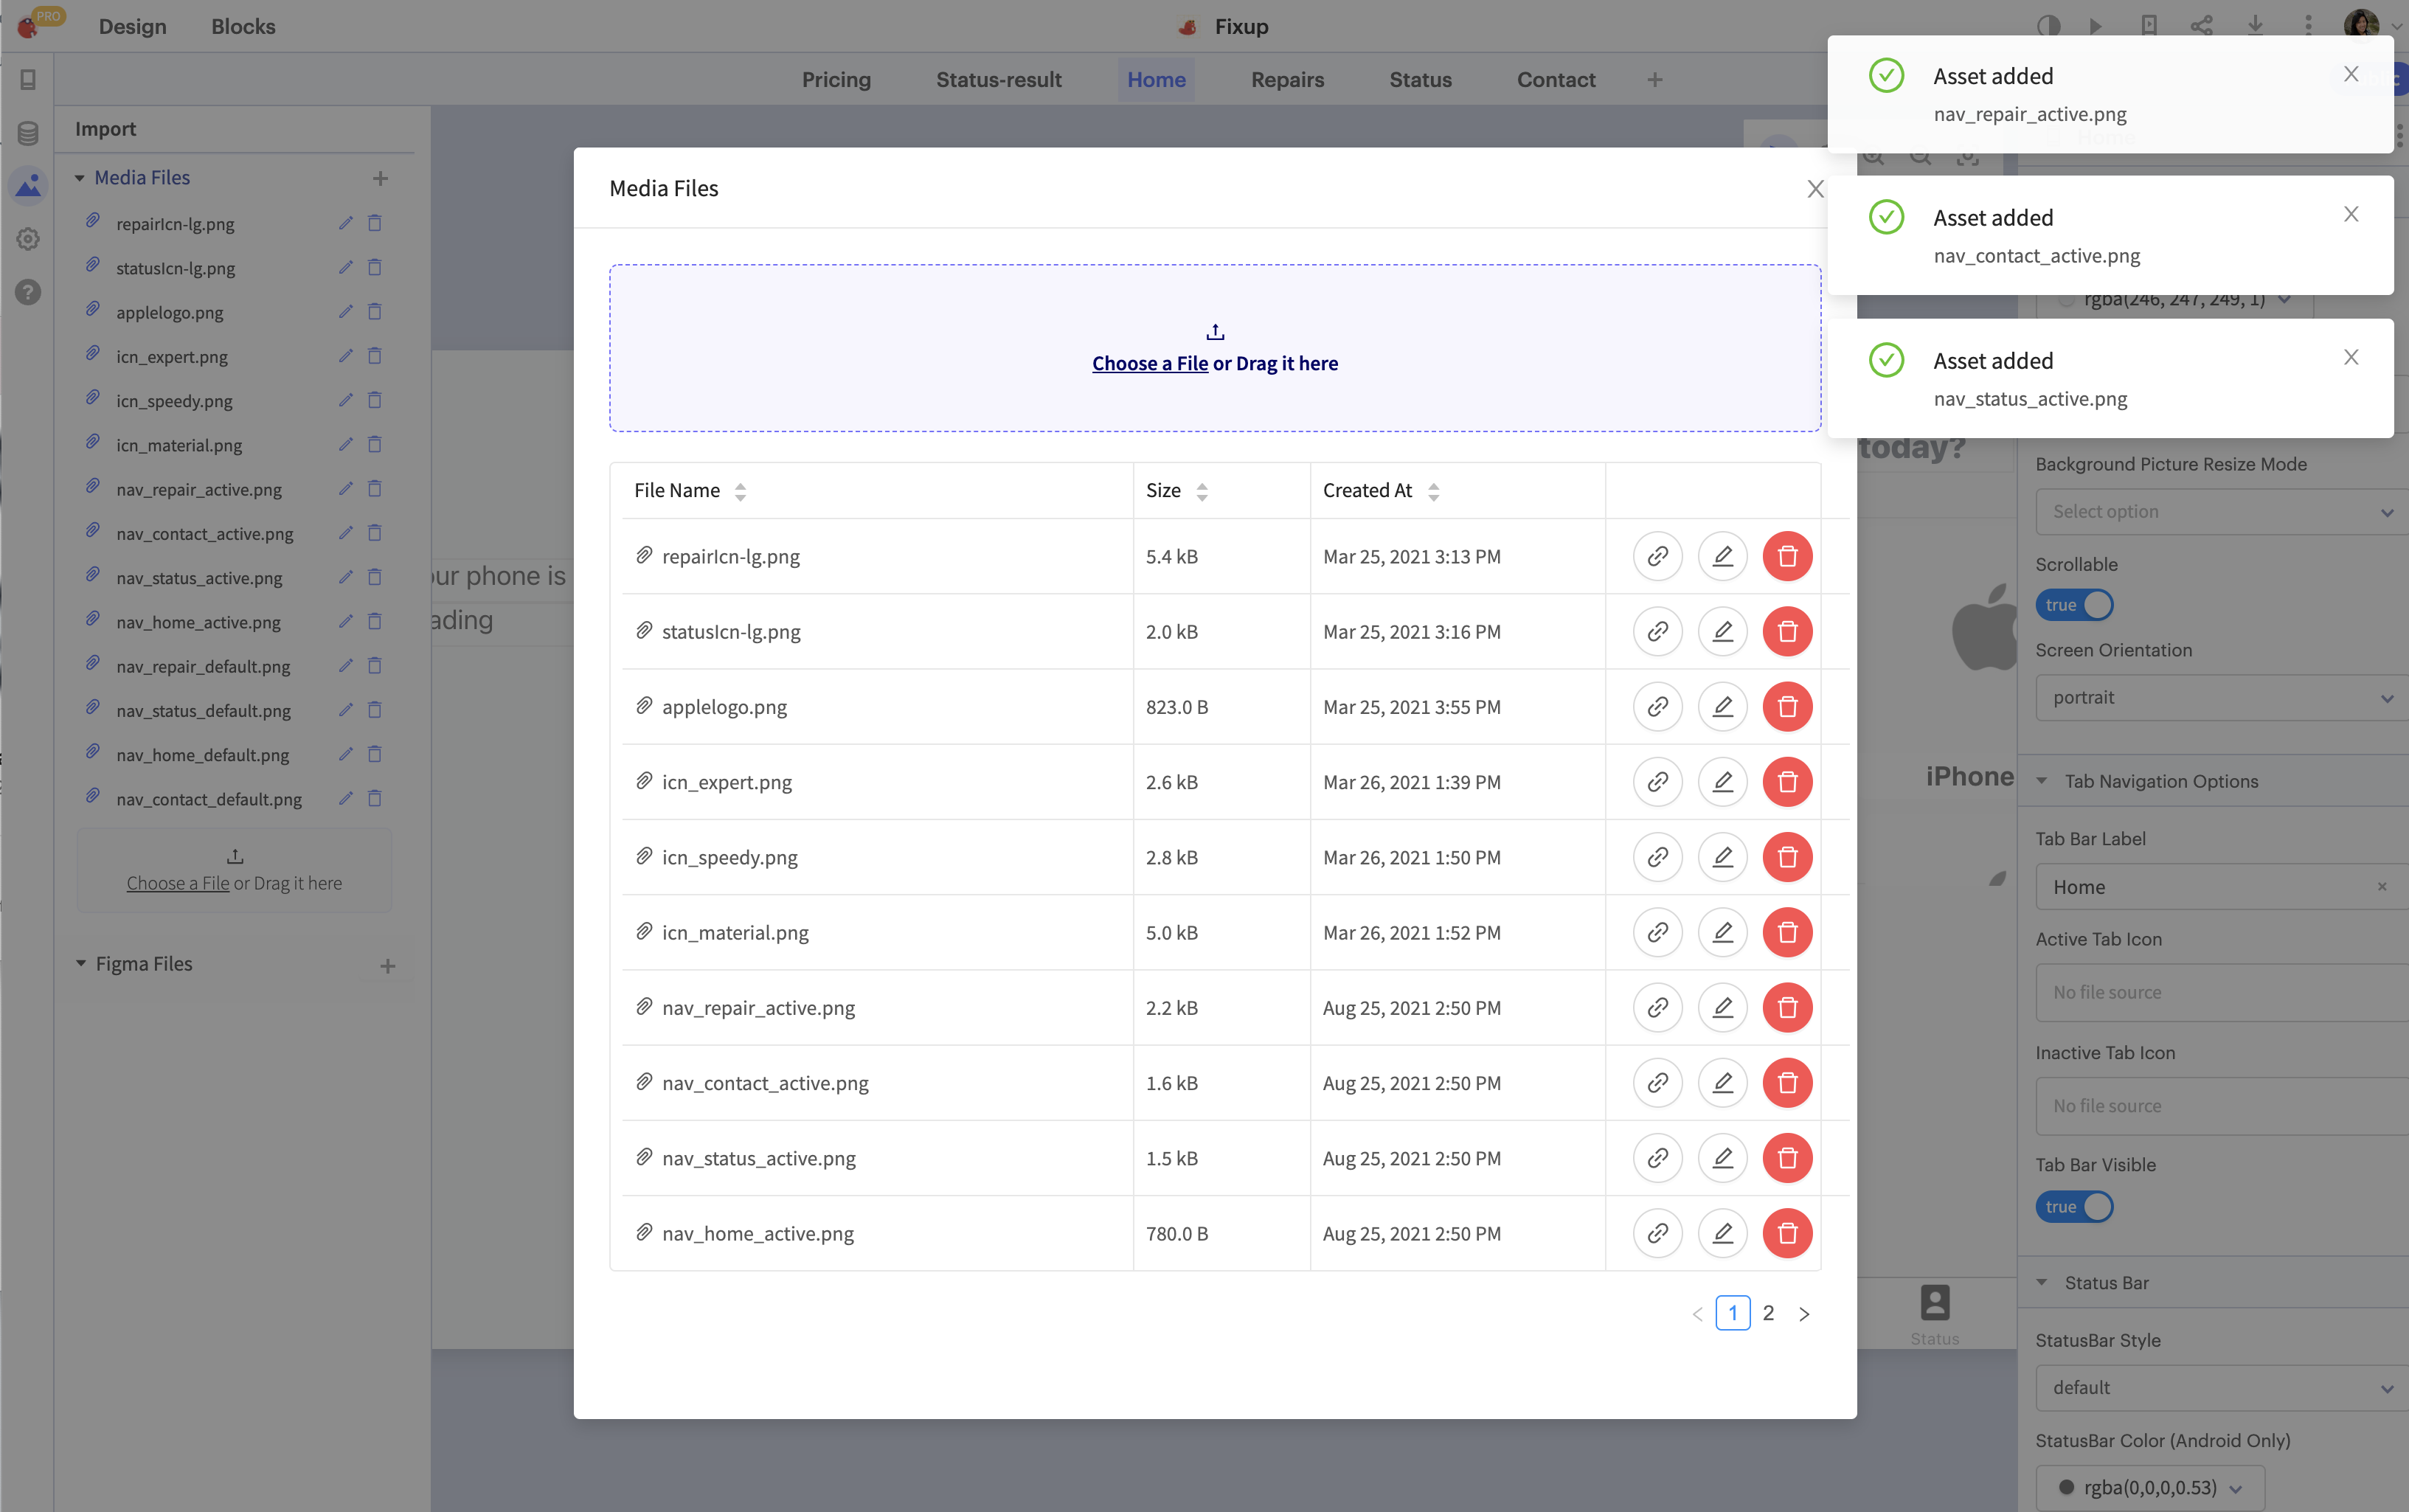 PRO
Design
Blocks
Fixup
Pricing
Status-result
Home
Repairs
Status
Contact
Import
Media Files
repairIcn-lg.png
statusIcn-lg.png
applelogo.png
icn_expert.png
icn_speedy.png
icn_material.png
nav_repair_active.png
nav_contact_active.png
nav_status_active.png
nav_home_active.png
nav_repair_default.png
nav_status_default.png
nav_home_default.png
nav_contact_default.png
Choose a File or Drag it here
Figma Files
our phone is
ading
Media Files
Choose a File or Drag it here
File Name Size Created At
repairIcn-lg.png 5.4 kB Mar 25, 2021 3:13 PM
statusIcn-lg.png 2.0 kB Mar 25, 2021 3:16 PM
applelogo.png 823.0 B Mar 25, 2021 3:55 PM
icn_expert.png 2.6 kB Mar 26, 2021 1:39 PM
icn_speedy.png 2.8 kB Mar 26, 2021 1:50 PM
icn_material.png 5.0 kB Mar 26, 2021 1:52 PM
nav_repair_active.png 2.2 kB Aug 25, 2021 2:50 PM
nav_contact_active.png 1.6 kB Aug 25, 2021 2:50 PM
nav_status_active.png 1.5 kB Aug 25, 2021 2:50 PM
nav_home_active.png 780.0 B Aug 25, 2021 2:50 PM
1 2
Asset added
nav_repair_active.png
Asset added
nav_contact_active.png
rgba(246, 247, 249, 1)
Asset added
nav_status_active.png
today?
iPhone
Status
Background Picture Resize Mode
Select option
Scrollable
true
Screen Orientation
portrait
Tab Navigation Options
Tab Bar Label
Home
Active Tab Icon
No file source
Inactive Tab Icon
No file source
Tab Bar Visible
true
Status Bar
StatusBar Style
default
StatusBar Color (Android Only)
rgba(0,0,0,0.53)